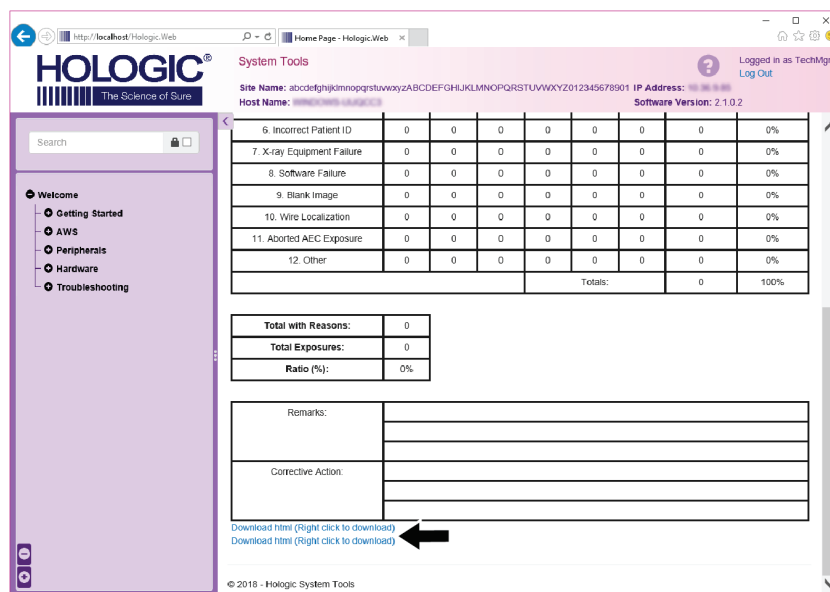 http://localhost/Hologic.Web
Home Page - Hologic.Web
HOLOGIC®
The Science of Sure
System Tools
Logged in as TechMgr
Log Out
Site Name: abcdefghijklmnopqrstuvwxyzABCDEFGHIJKLMNOPQRSTUVWXYZ012345678901 IP Address:
Host Name:
Software Version: 2.1.0.2
Search
Welcome
Getting Started
AWS
Peripherals
Hardware
Troubleshooting
6. Incorrect Patient ID 0 0 0 0 0 0 0 0%
7. X-ray Equipment Failure 0 0 0 0 0 0 0 0%
8. Software Failure 0 0 0 0 0 0 0 0%
9. Blank Image 0 0 0 0 0 0 0 0%
10. Wire Localization 0 0 0 0 0 0 0 0%
11. Aborted AEC Exposure 0 0 0 0 0 0 0 0%
12. Other 0 0 0 0 0 0 0 0%
Totals: 0 100%
Total with Reasons: 0
Total Exposures: 0
Ratio (%): 0%
Remarks:
Corrective Action:
Download html (Right click to download)
Download html (Right click to download)
© 2018 - Hologic System Tools